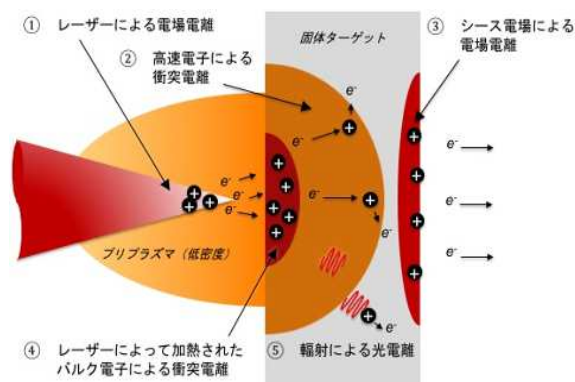 ① レーザーによる電場電離
② 高速電子による
衝突電離
固体ターゲット
③ シース電場による
電場電離
e-
e-
e-
e-
e-
e-
e-
e-
e-
e-
プリプラズマ（低密度）
e-
④ レーザーによって加熱された
バルク電子による衝突電離
⑤ 輻射による光電離